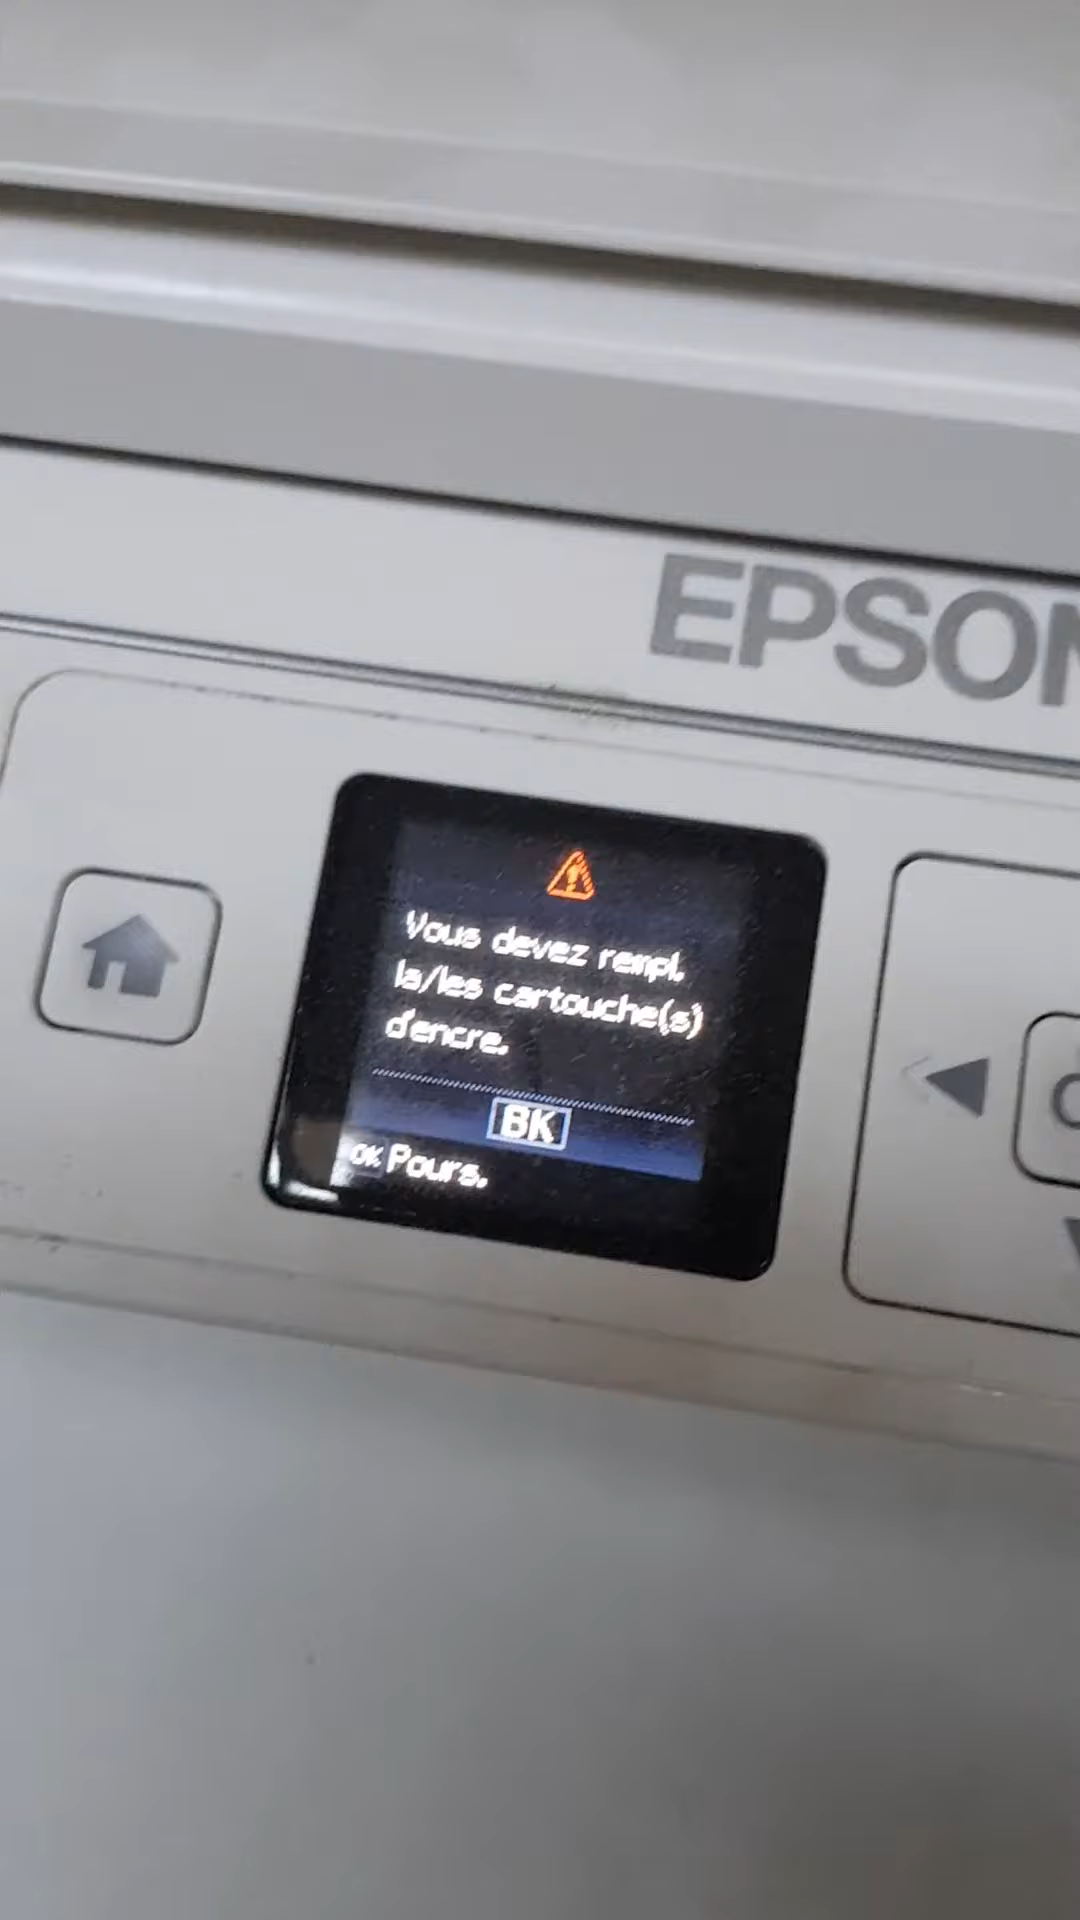 EPSON
Vous devez rempl.
la/les cartouche(s)
d'encre.
BK
OK Pours.